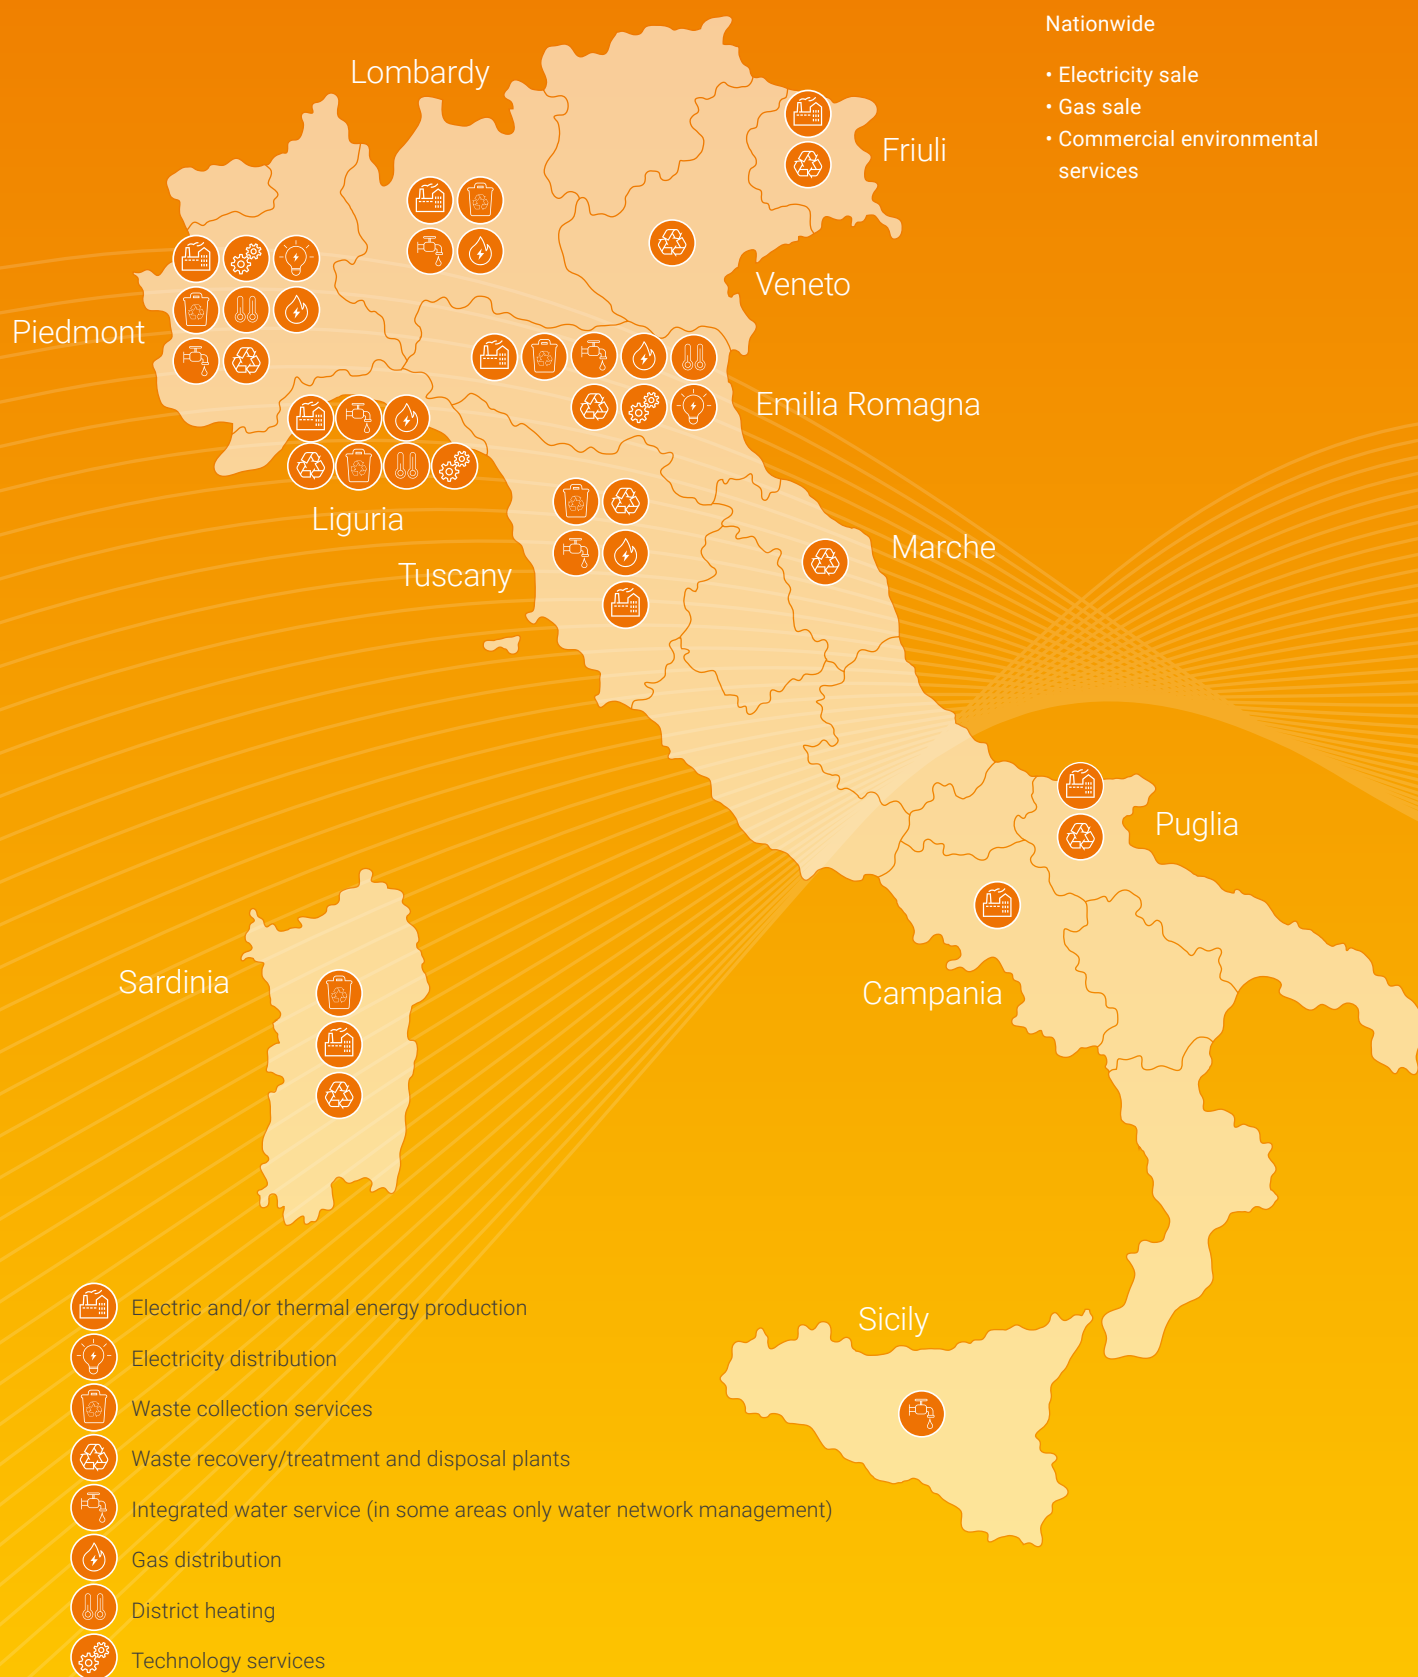 Nationwide
• Electricity sale
• Gas sale
• Commercial environmental
services
Lombardy
Friuli
Veneto
Piedmont
Emilia Romagna
Liguria
Tuscany
Marche
Puglia
Sardinia
Campania
Sicily
Electric and/or thermal energy production
Electricity distribution
Waste collection services
Waste recovery/treatment and disposal plants
Integrated water service (in some areas only water network management)
Gas distribution
District heating
Technology services